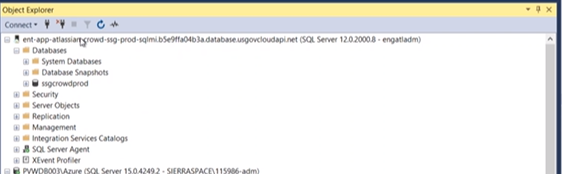 Object Explorer
Connect
ent-app-atlassian-crowd-ssg-prod-sqlmi.b5e9ffa04b3a.database.usgovcloudapi.net (SQL Server 12.0.2000.8 - engatladm)
Databases
System Databases
Database Snapshots
ssgcrowdprod
Security
Server Objects
Replication
Management
Integration Services Catalogs
SQL Server Agent
XEvent Profiler
PVWDB003\Azure (SQL Server 15.0.4249.2 - SIERRASPACE\115986-adm)